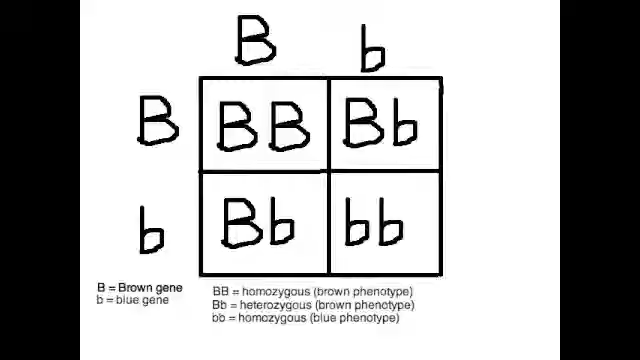 B b
B BB Bb
b Bb bb
B = Brown gene
b = blue gene
BB = homozygous (brown phenotype)
Bb = heterozygous (brown phenotype)
bb = homozygous (blue phenotype)